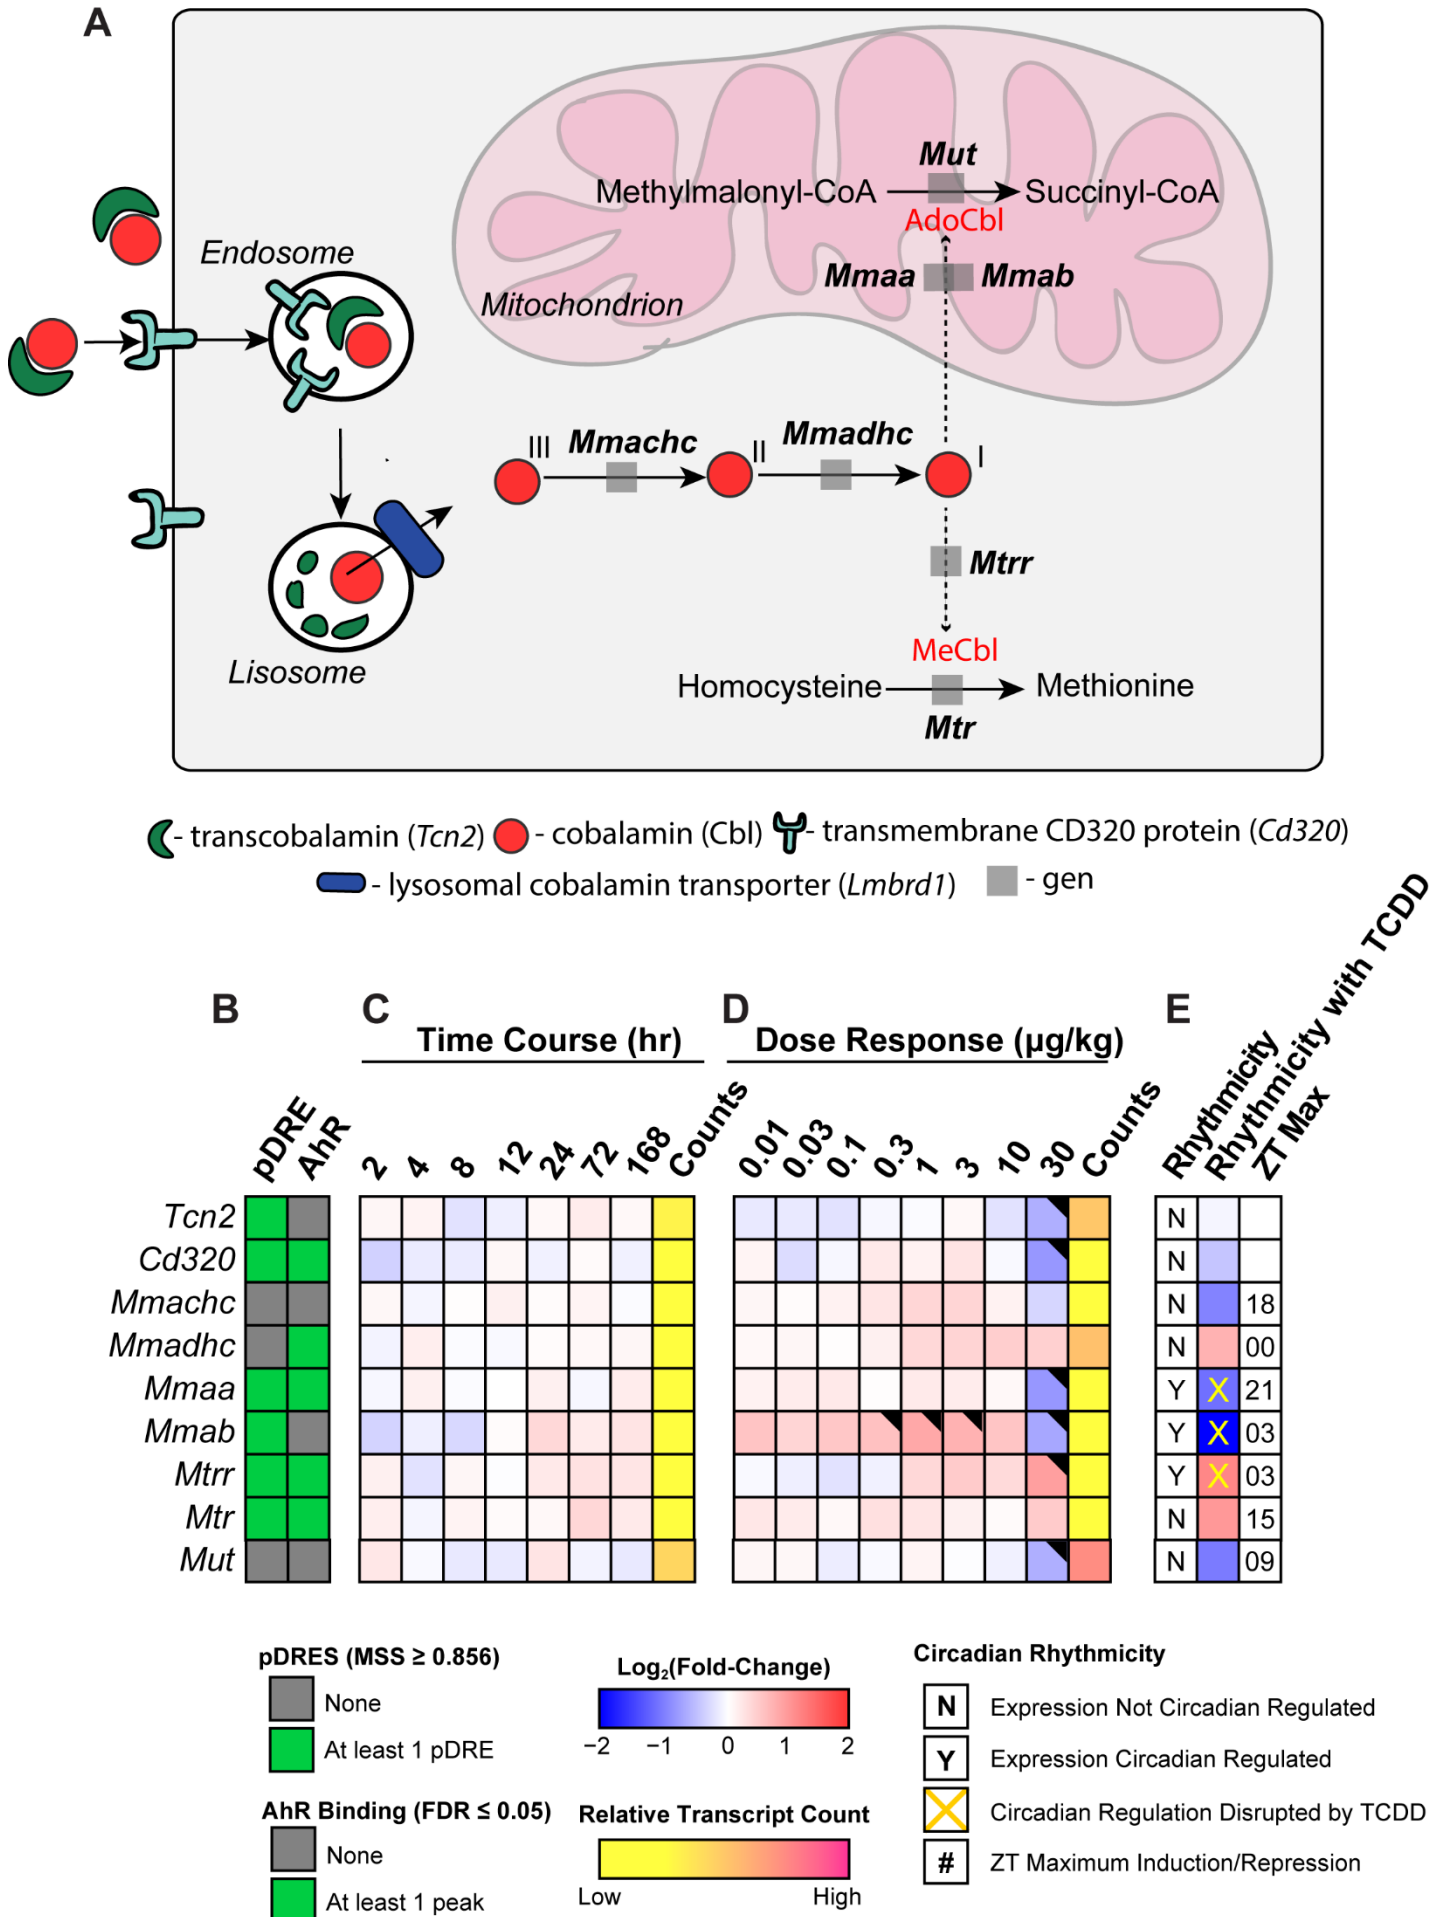 A
Mut
Methylmalonyl-CoA
Succinyl-CoA
AdoCbl
Endosome
Mmaa
Mmab
Mitochondrion
III
Mmachc
II
Mmadhc
I
Mtrr
MeCbl
Lisosome
Homocysteine
Methionine
Mtr
- transcobalamin (Tcn2)
- cobalamin (Cbl)
- transmembrane CD320 protein (Cd320)
- lysosomal cobalamin transporter (Lmbrd1)
- gen
B
C
D
E
Time Course (hr)
Dose Response (µg/kg)
pDRE AhR
2 4 8 12 24 72 168 Counts
0.01 0.03 0.1 0.3 1 3 10 30 Counts
Rhythmicity
Rhythmicity with TCDD
ZT Max
Tcn2 N
Cd320 N
Mmachc N 18
Mmadhc N 00
Mmaa Y X 21
Mmab Y X 03
Mtrr Y X 03
Mtr N 15
Mut N 09
pDRES (MSS ≥ 0.856)
None
At least 1 pDRE
AhR Binding (FDR ≤ 0.05)
None
At least 1 peak
Log2(Fold-Change)
−2 −1 0 1 2
Relative Transcript Count
Low High
Circadian Rhythmicity
N Expression Not Circadian Regulated
Y Expression Circadian Regulated
X Circadian Regulation Disrupted by TCDD
# ZT Maximum Induction/Repression